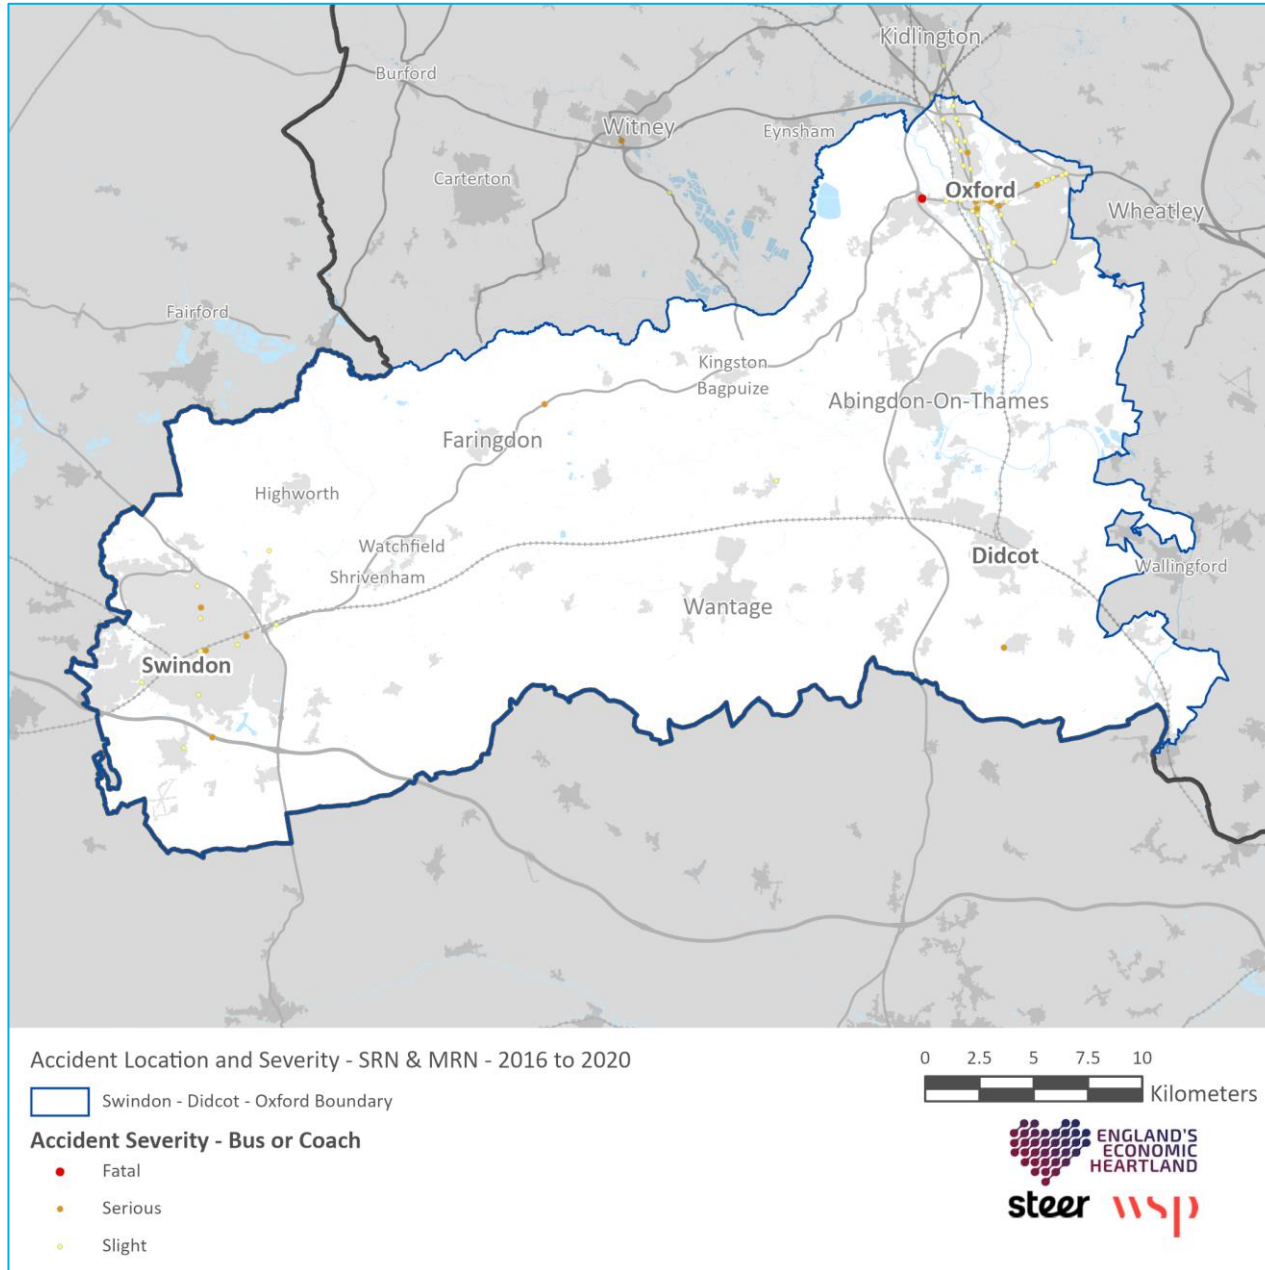 Kidlington
Burford
Witney
Eynsham
Carterton
Oxford
Wheatley
Fairford
Kingston
Bagpuize
Abingdon-On-Thames
Faringdon
Highworth
Watchfield
Shrivenham
Didcot
Wallingford
Wantage
Swindon
Accident Location and Severity - SRN & MRN - 2016 to 2020
Swindon - Didcot - Oxford Boundary
Accident Severity - Bus or Coach
Fatal
Serious
Slight
0 2.5 5 7.5 10
Kilometers
ENGLAND'S
ECONOMIC
HEARTLAND
steer wsp